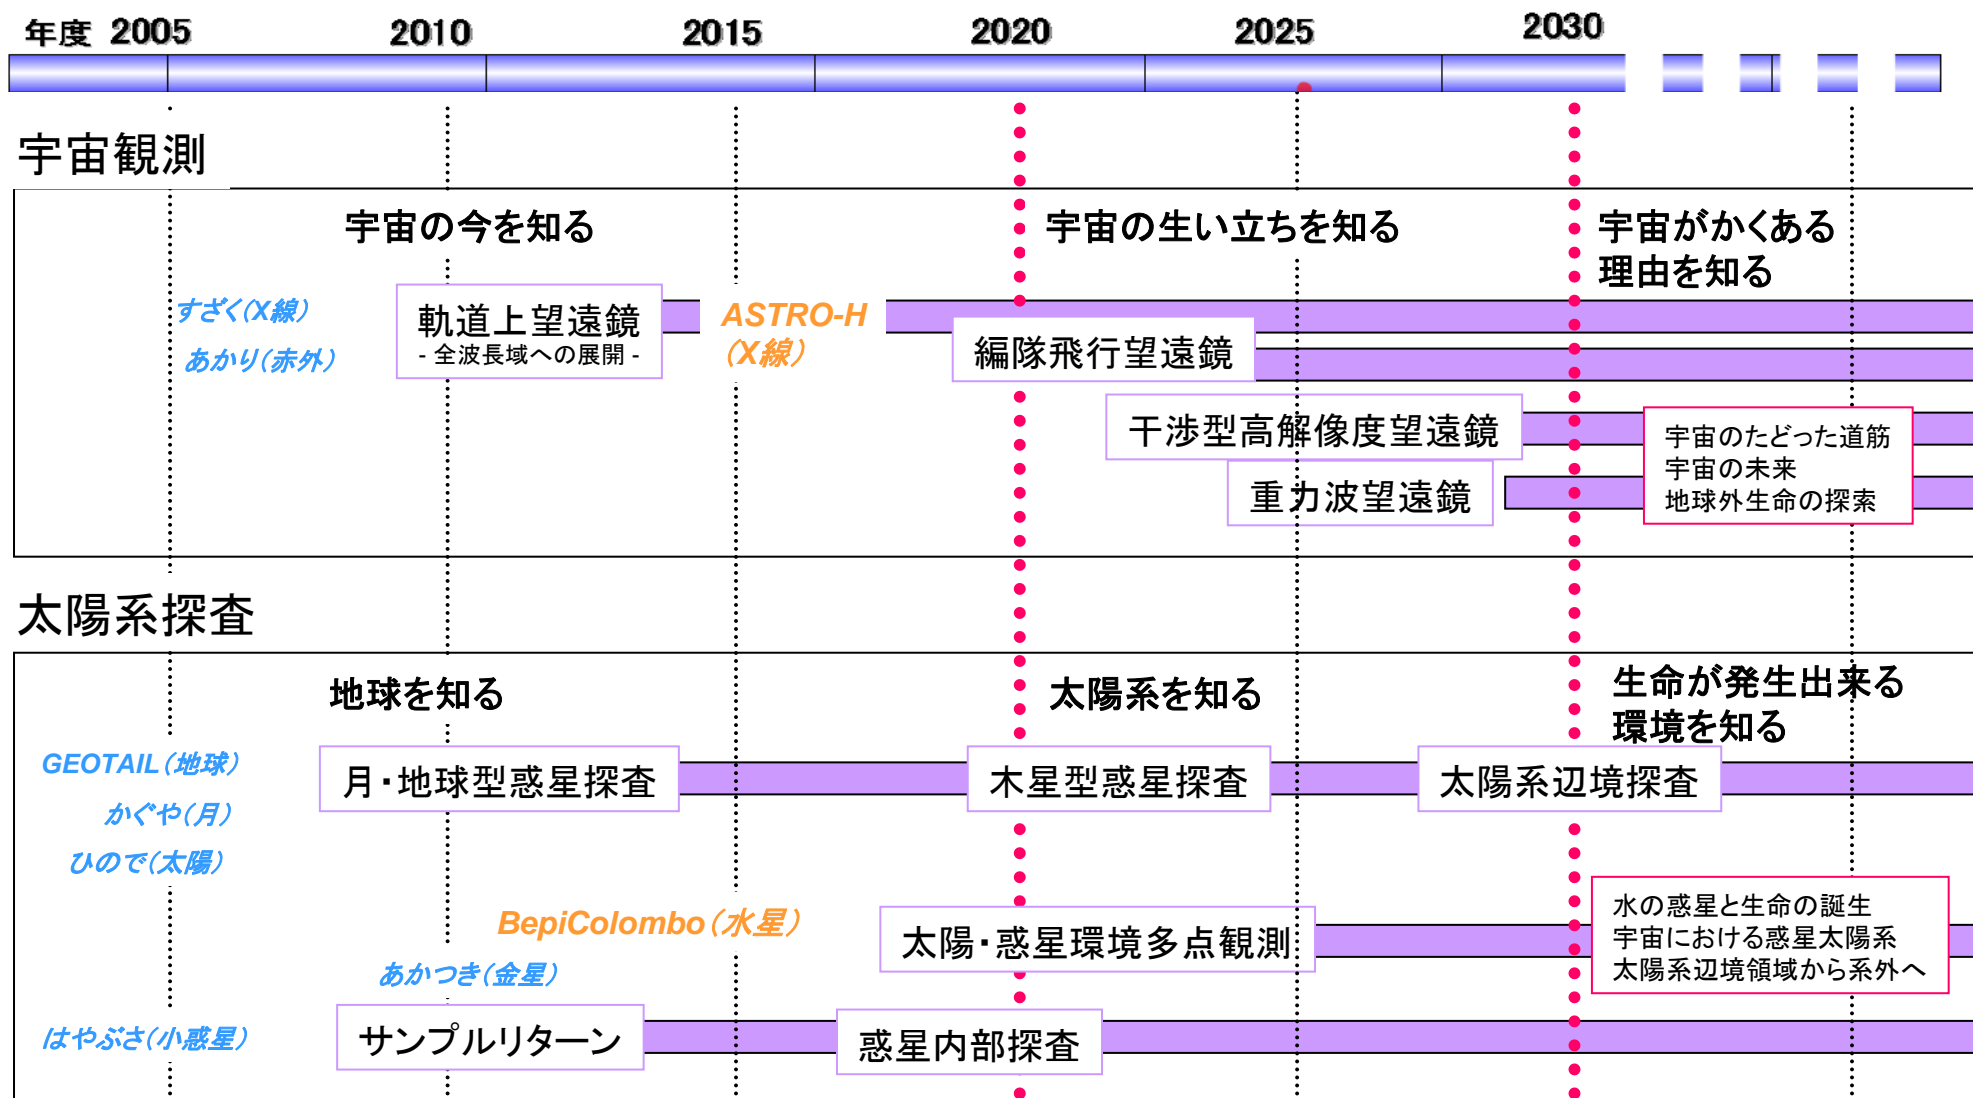 年度 2005 2010 2015 2020 2025 2030
宇宙観測
宇宙の今を知る
宇宙の生い立ちを知る
宇宙がかくある
理由を知る
すざく(X線)
あかり(赤外)
軌道上望遠鏡
- 全波長域への展開 -
ASTRO-H
(X線)
編隊飛行望遠鏡
干渉型高解像度望遠鏡
重力波望遠鏡
宇宙のたどった道筋
宇宙の未来
地球外生命の探索
太陽系探査
地球を知る
太陽系を知る
生命が発生出来る
環境を知る
GEOTAIL(地球)
かぐや(月)
ひので(太陽)
月・地球型惑星探査
木星型惑星探査
太陽系辺境探査
BepiColombo(水星)
あかつき(金星)
太陽・惑星環境多点観測
水の惑星と生命の誕生
宇宙における惑星太陽系
太陽系辺境領域から系外へ
はやぶさ(小惑星)
サンプルリターン
惑星内部探査